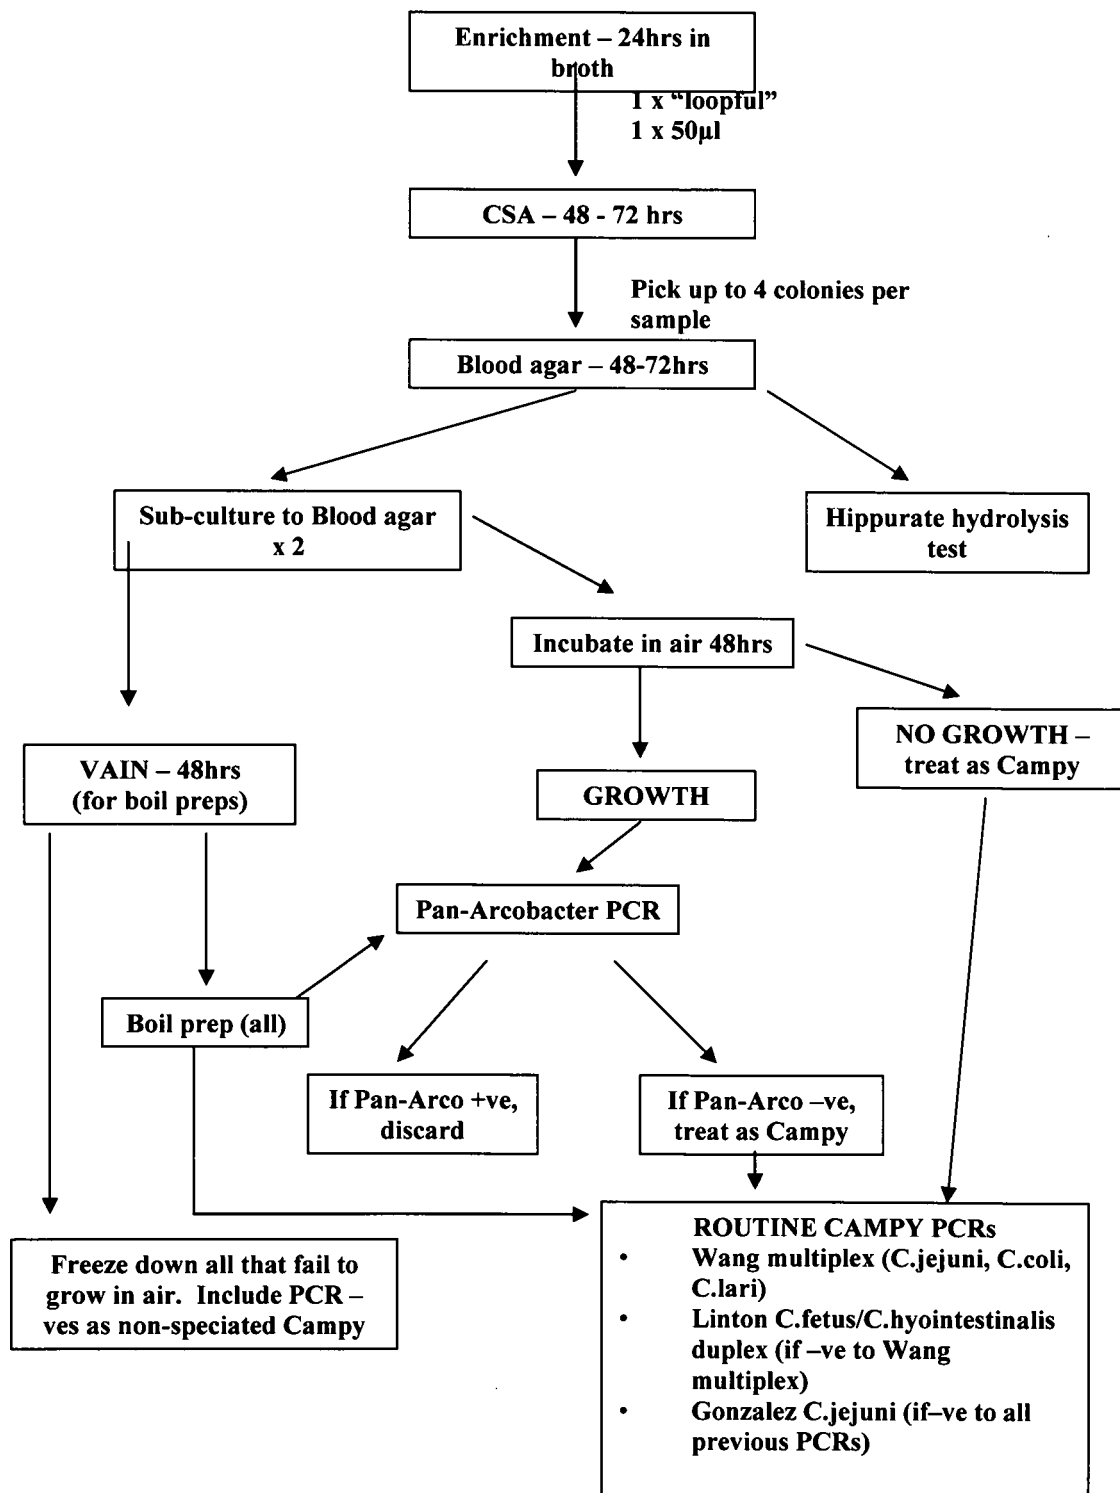 Enrichment – 24hrs in
broth
1 x “loopful”
1 x 50µl
CSA – 48 - 72 hrs
Pick up to 4 colonies per
sample
Blood agar – 48-72hrs
Sub-culture to Blood agar
x 2
Hippurate hydrolysis
test
Incubate in air 48hrs
NO GROWTH –
treat as Campy
VAIN – 48hrs
(for boil preps)
GROWTH
Pan-Arcobacter PCR
Boil prep (all)
If Pan-Arco +ve,
discard
If Pan-Arco –ve,
treat as Campy
Freeze down all that fail to
grow in air. Include PCR –
ves as non-speciated Campy
ROUTINE CAMPY PCRs
• Wang multiplex (C.jejuni, C.coli,
C.lari)
• Linton C.fetus/C.hyointestinalis
duplex (if –ve to Wang
multiplex)
• Gonzalez C.jejuni (if–ve to all
previous PCRs)